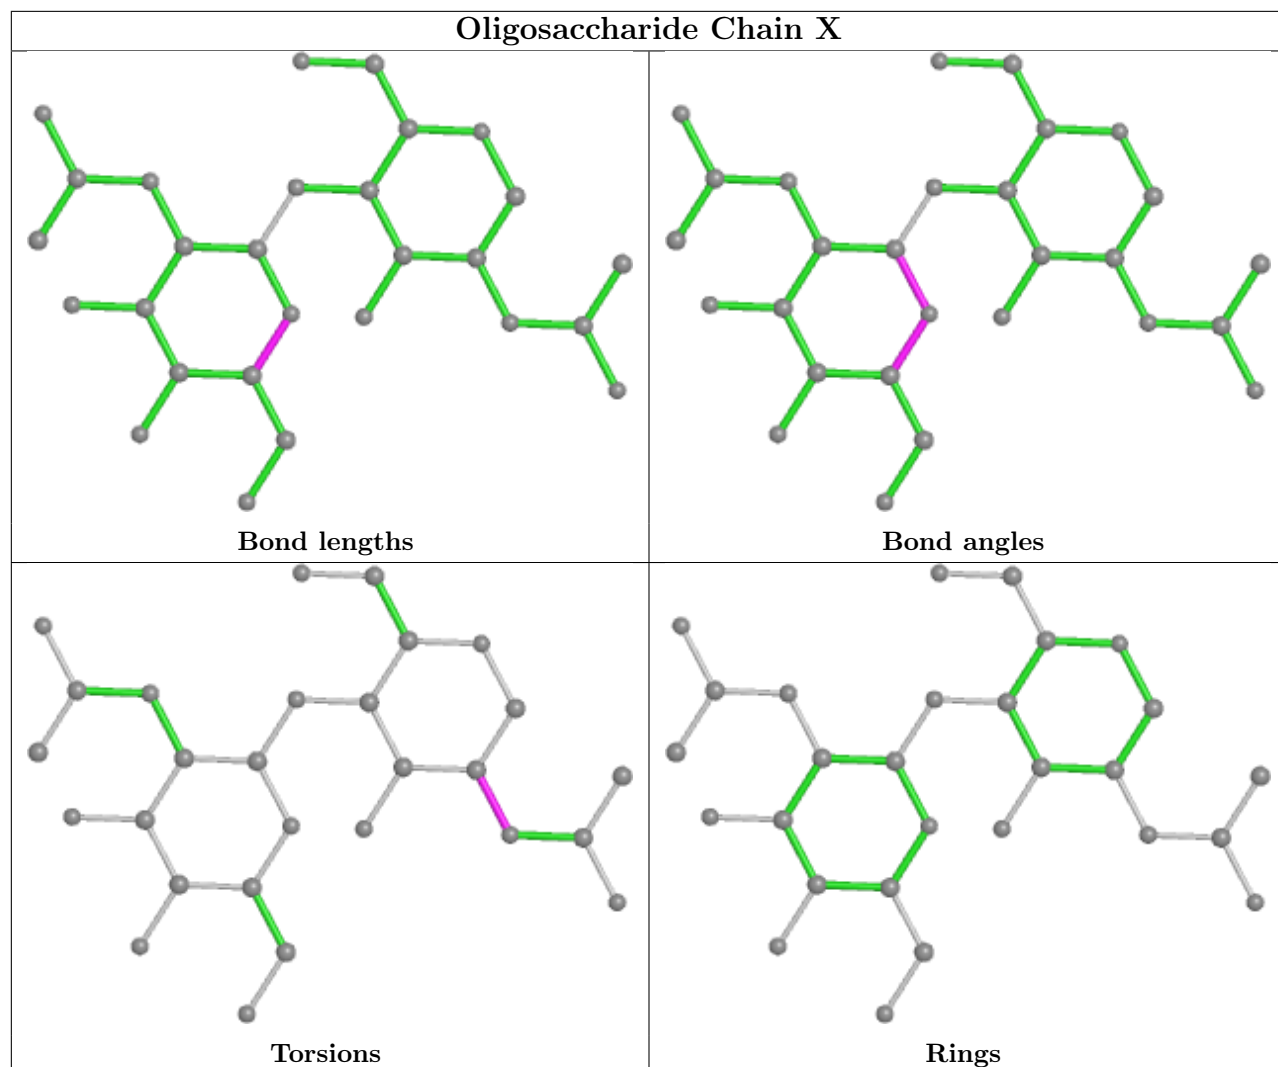 Oligosaccharide Chain X
Bond lengths
Bond angles
Torsions
Rings